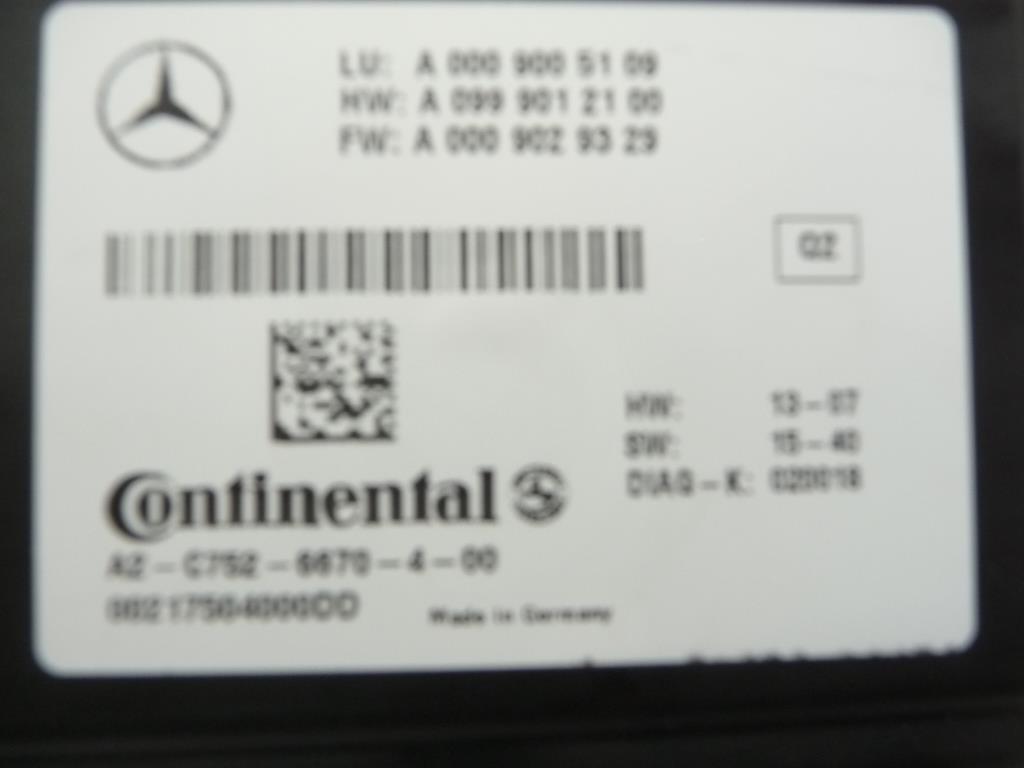 LU: A 000 900 51 09
HW: A 099 901 21 00
FW: A 000 902 93 29
QZ
HW: 13-07
SW: 15-40
DIAG-K: 020018
Continental
A2-C752-6670-4-00
Made in Germany